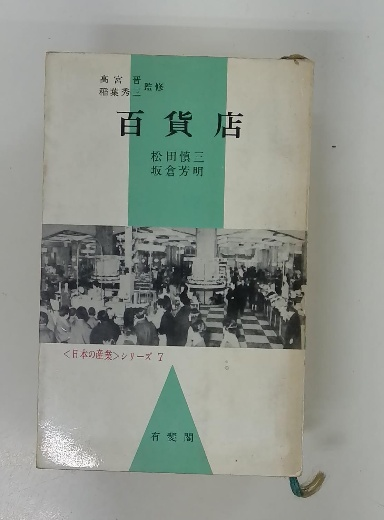 高宮 晋
稲葉秀三 監修
百貨店
松田慎三
坂倉芳明
<日本の産業>シリーズ 7
有斐閣